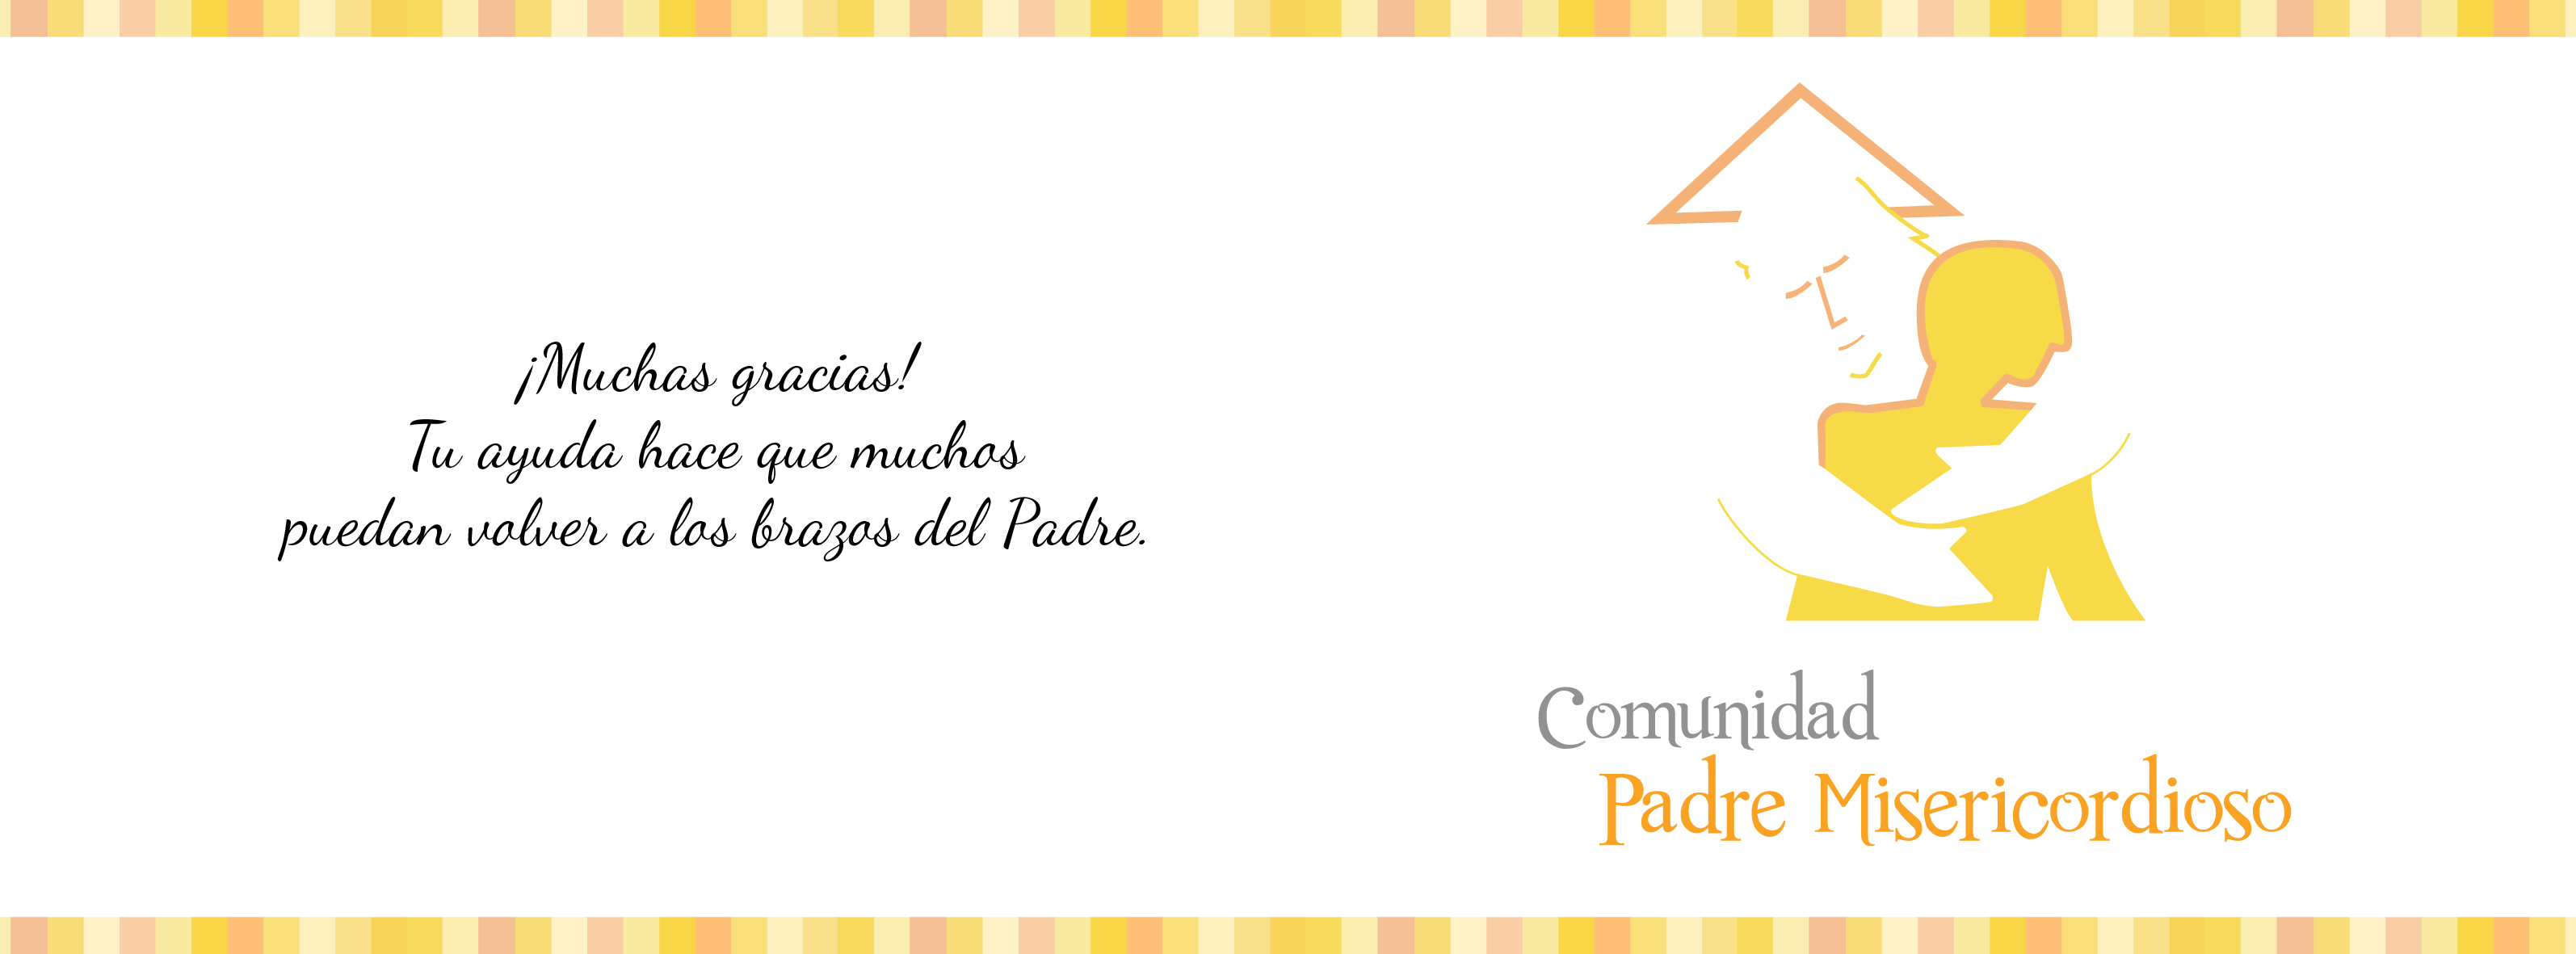 ¡Muchas gracias!
Tu ayuda hace que muchos
puedan volver a los brazos del Padre.
Comunidad
Padre Misericordioso